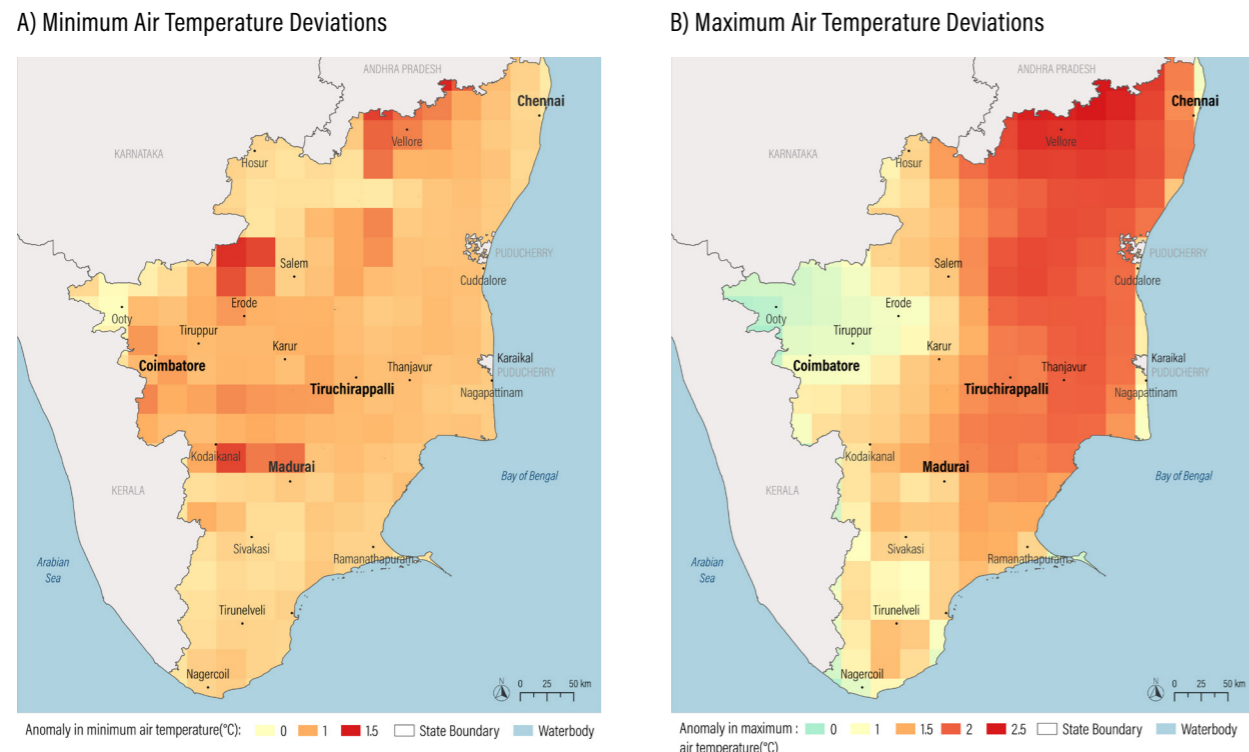 A) Minimum Air Temperature Deviations
ANDHRA PRADESH
Chennai
Vellore
KARNATAKA
Hosur
PUDUCHERRY
Salem
Cuddalore
Erode
Ooty
Tiruppur
Karur
Karaikal
Coimbatore
Thanjavur
PUDUCHERRY
Tiruchirappalli
Nagapattinam
Kodaikanal
Madurai
Bay of Bengal
KERALA
Sivakasi
Ramanathapuram
Arabian
Sea
Tirunelveli
Nagercoil
N
0 25 50 km
Anomaly in minimum air temperature(°C): 0 1 1.5 State Boundary Waterbody
B) Maximum Air Temperature Deviations
ANDHRA PRADESH
Chennai
Vellore
KARNATAKA
Hosur
PUDUCHERRY
Salem
Cuddalore
Erode
Ooty
Tiruppur
Karur
Karaikal
Coimbatore
Thanjavur
PUDUCHERRY
Tiruchirappalli
Nagapattinam
Kodaikanal
Madurai
Bay of Bengal
KERALA
Sivakasi
Ramanathapuram
Arabian
Sea
Tirunelveli
Nagercoil
N
0 25 50 km
Anomaly in maximum : 0 1 1.5 2 2.5 State Boundary Waterbody
air temperature(°C)